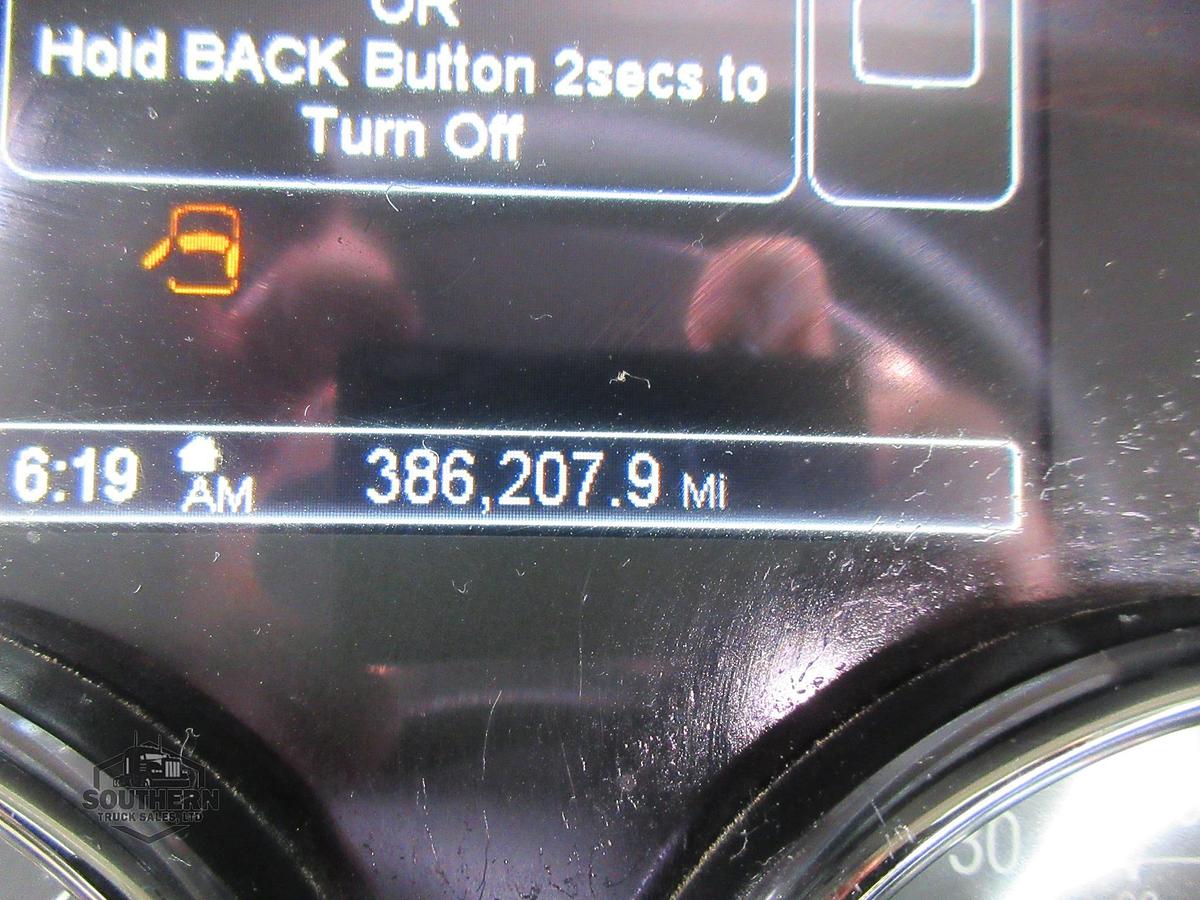 OR
Hold BACK Button 2secs to
Turn Off
6:19 AM 386,207.9 Mi
SOUTHERN
TRUCK SALES, LTD
30